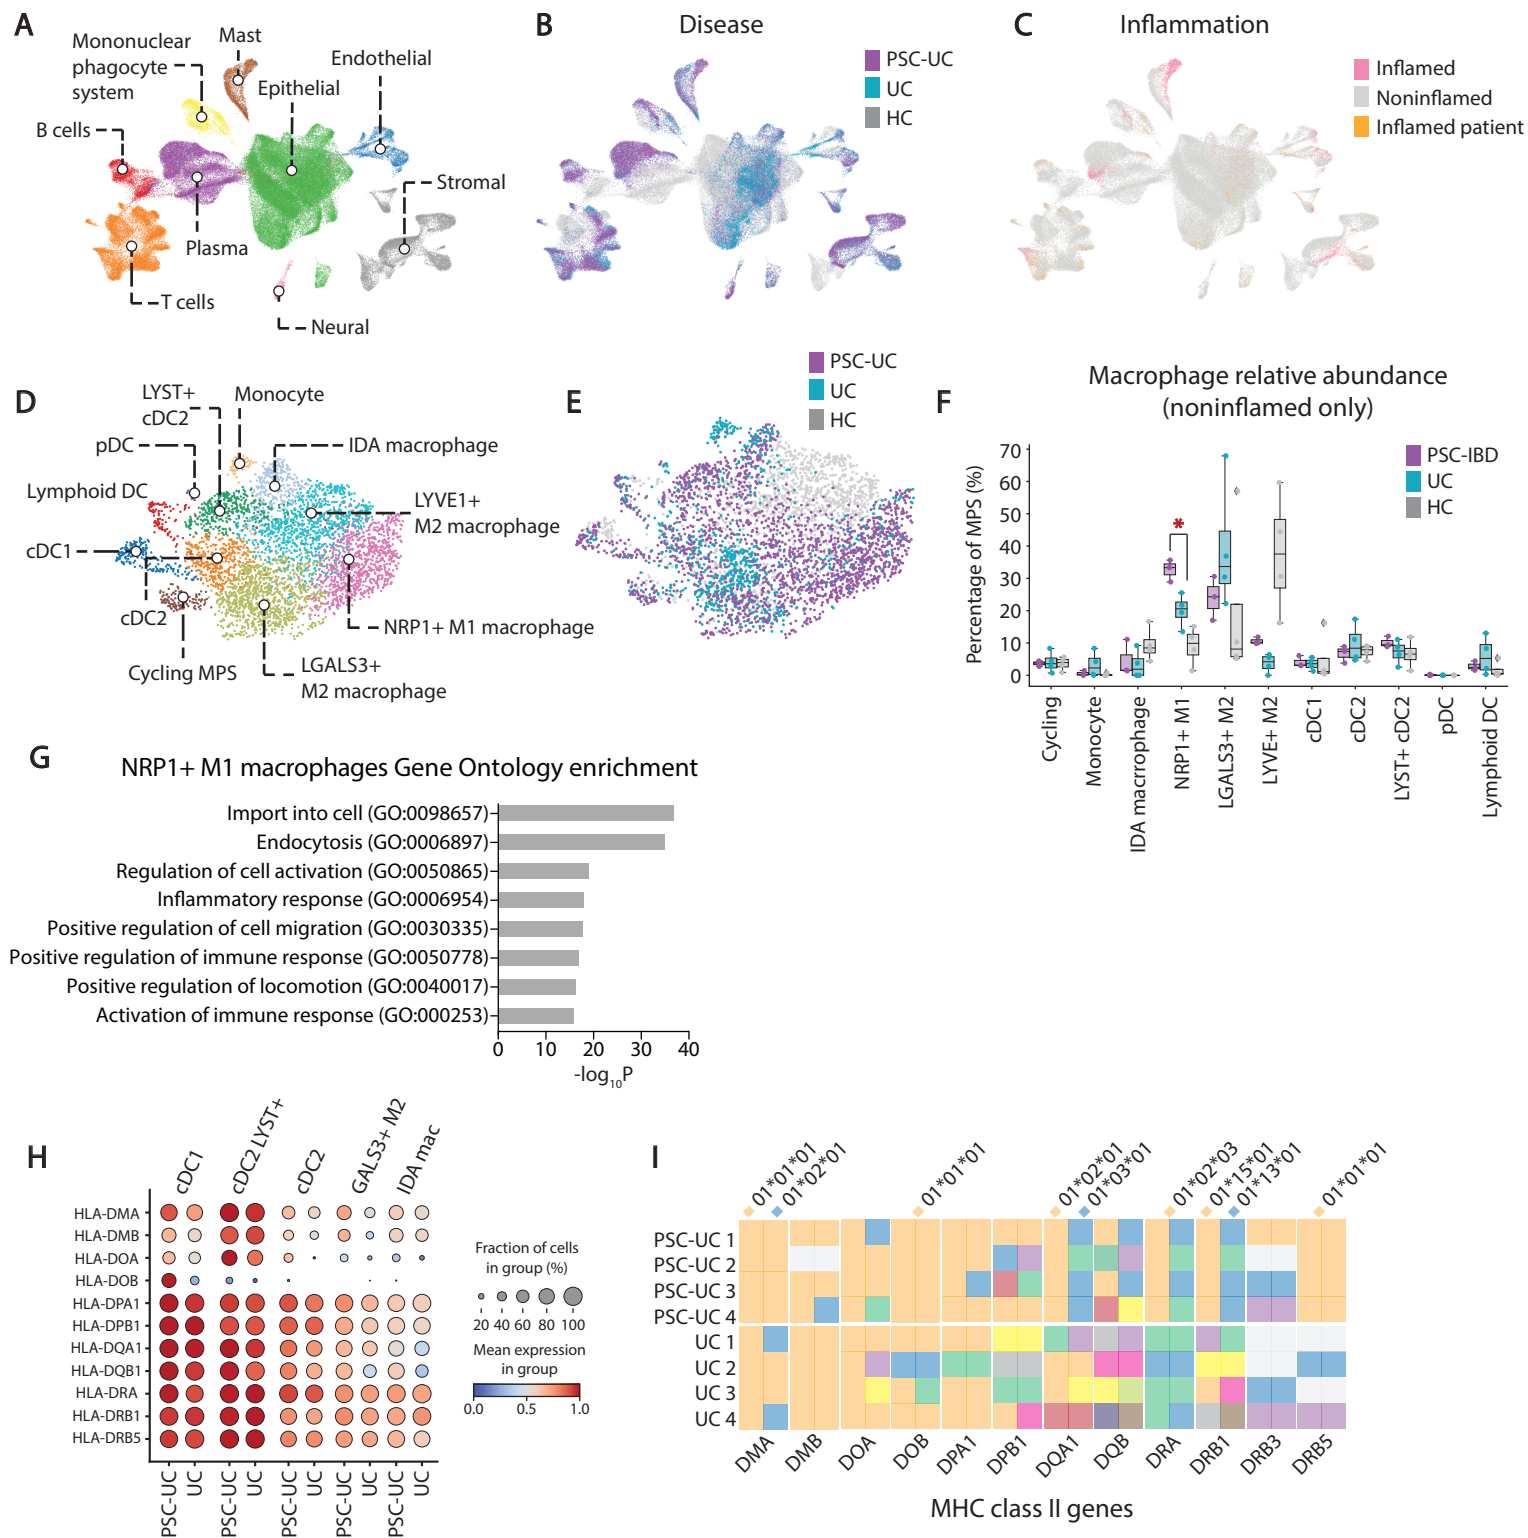 A
Mast
Mononuclear
phagocyte
system
Endothelial
Epithelial
B cells
Stromal
Plasma
T cells
Neural
B
Disease
PSC-UC
UC
HC
C
Inflammation
Inflamed
Noninflamed
Inflamed patient
D
LYST+
cDC2
Monocyte
pDC
IDA macrophage
Lymphoid DC
LYVE1+
M2 macrophage
cDC1
cDC2
NRP1+ M1 macrophage
Cycling MPS
LGALS3+
M2 macrophage
E
PSC-UC
UC
HC
F
Macrophage relative abundance
(noninflamed only)
Percentage of MPS (%)
70
60
50
40
30
20
10
0
*
PSC-IBD
UC
HC
Cycling
Monocyte
IDA macrrophage
NRP1+ M1
LGALS3+ M2
LYVE+ M2
cDC1
cDC2
LYST+ cDC2
pDC
Lymphoid DC
G
NRP1+ M1 macrophages Gene Ontology enrichment
Import into cell (GO:0098657)
Endocytosis (GO:0006897)
Regulation of cell activation (GO:0050865)
Inflammatory response (GO:0006954)
Positive regulation of cell migration (GO:0030335)
Positive regulation of immune response (GO:0050778)
Positive regulation of locomotion (GO:0040017)
Activation of immune response (GO:000253)
0 10 20 30 40
-log10P
H
cDC1
cDC2 LYST+
cDC2
GALS3+ M2
IDA mac
HLA-DMA
HLA-DMB
HLA-DOA
HLA-DOB
HLA-DPA1
HLA-DPB1
HLA-DQA1
HLA-DQB1
HLA-DRA
HLA-DRB1
HLA-DRB5
PSC-UC UC PSC-UC UC PSC-UC UC PSC-UC UC PSC-UC UC
Fraction of cells
in group (%)
20 40 60 80 100
Mean expression
in group
0.0 0.5 1.0
I
01*01*01
01*02*01
01*01*01
01*02*01
01*03*01
01*02*03
01*15*01
01*13*01
01*01*01
PSC-UC 1
PSC-UC 2
PSC-UC 3
PSC-UC 4
UC 1
UC 2
UC 3
UC 4
DMA DMB DOA DOB DPA1 DPB1 DQA1 DQB DRA DRB1 DRB3 DRB5
MHC class II genes